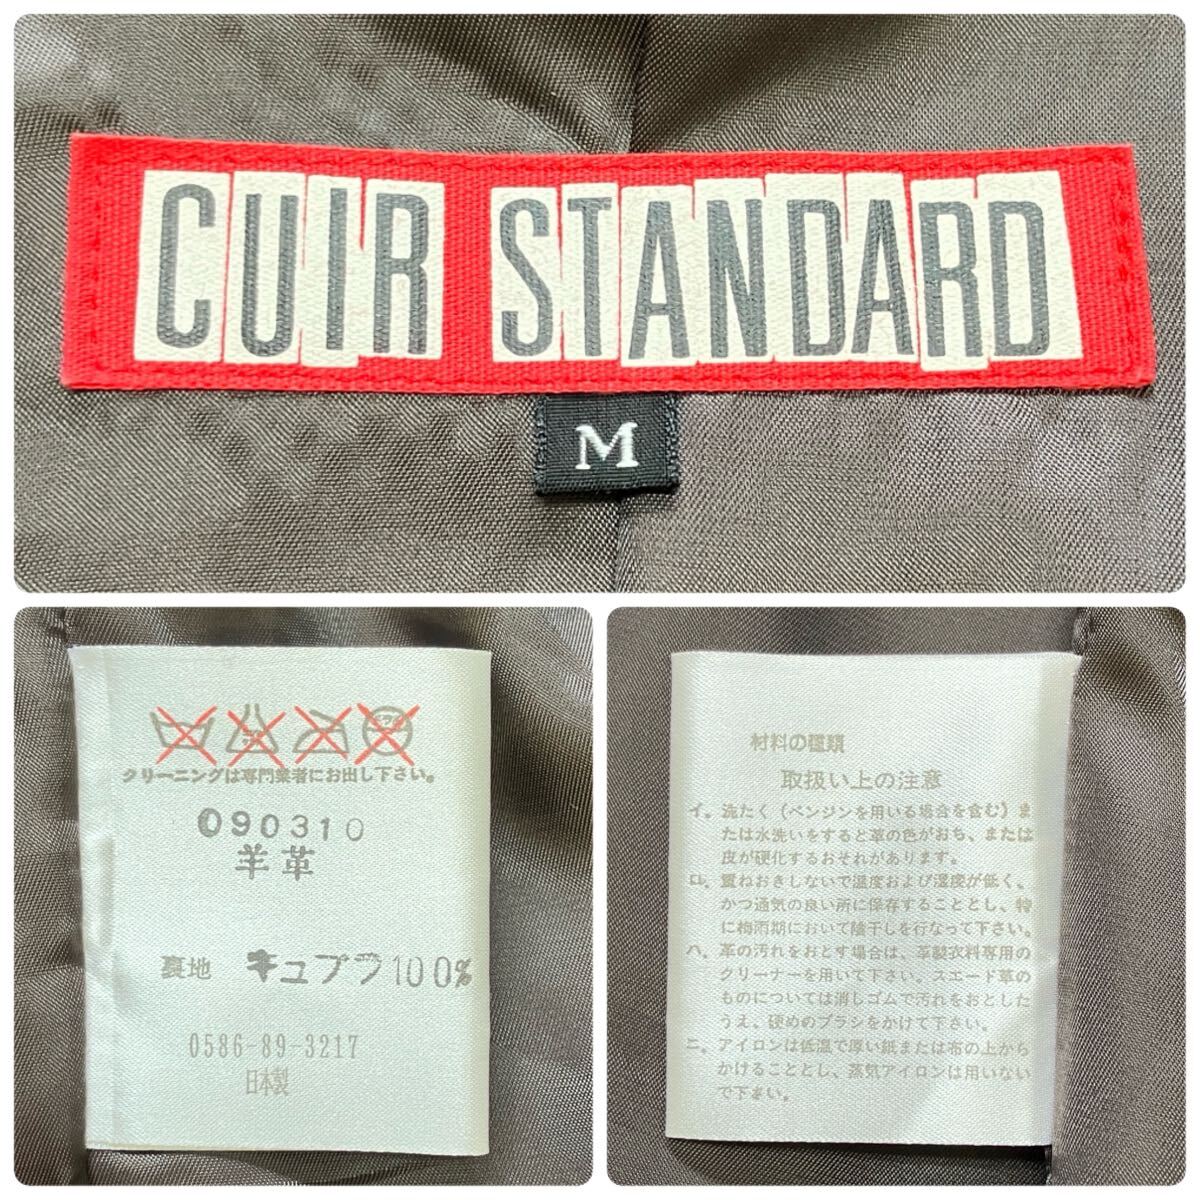 CUIR STANDARD
M
クリーニングは専門業者にお出し下さい。
090310
羊革
裏地 キュプラ100%
0586-89-3217
日本製
材料の種類
取扱い上の注意
イ。洗たく（ベンジンを用いる場合を含む）ま
たは水洗いをすると革の色がおち、または
皮が硬化するおそれがあります。
ロ。重ねおきしないで温度および湿度が低く、
かつ通気の良い所に保存することとし、特
に梅雨期において陰干しを行なって下さい。
ハ。革の汚れをおとす場合は、革製衣料専用の
クリーナーを用いて下さい。スエード革の
ものについては消しゴムで汚れをおとした
うえ、硬めのブラシをかけて下さい。
ニ。アイロンは低温で厚い紙または布の上から
かけることとし、蒸気アイロンは用いない
で下さい。